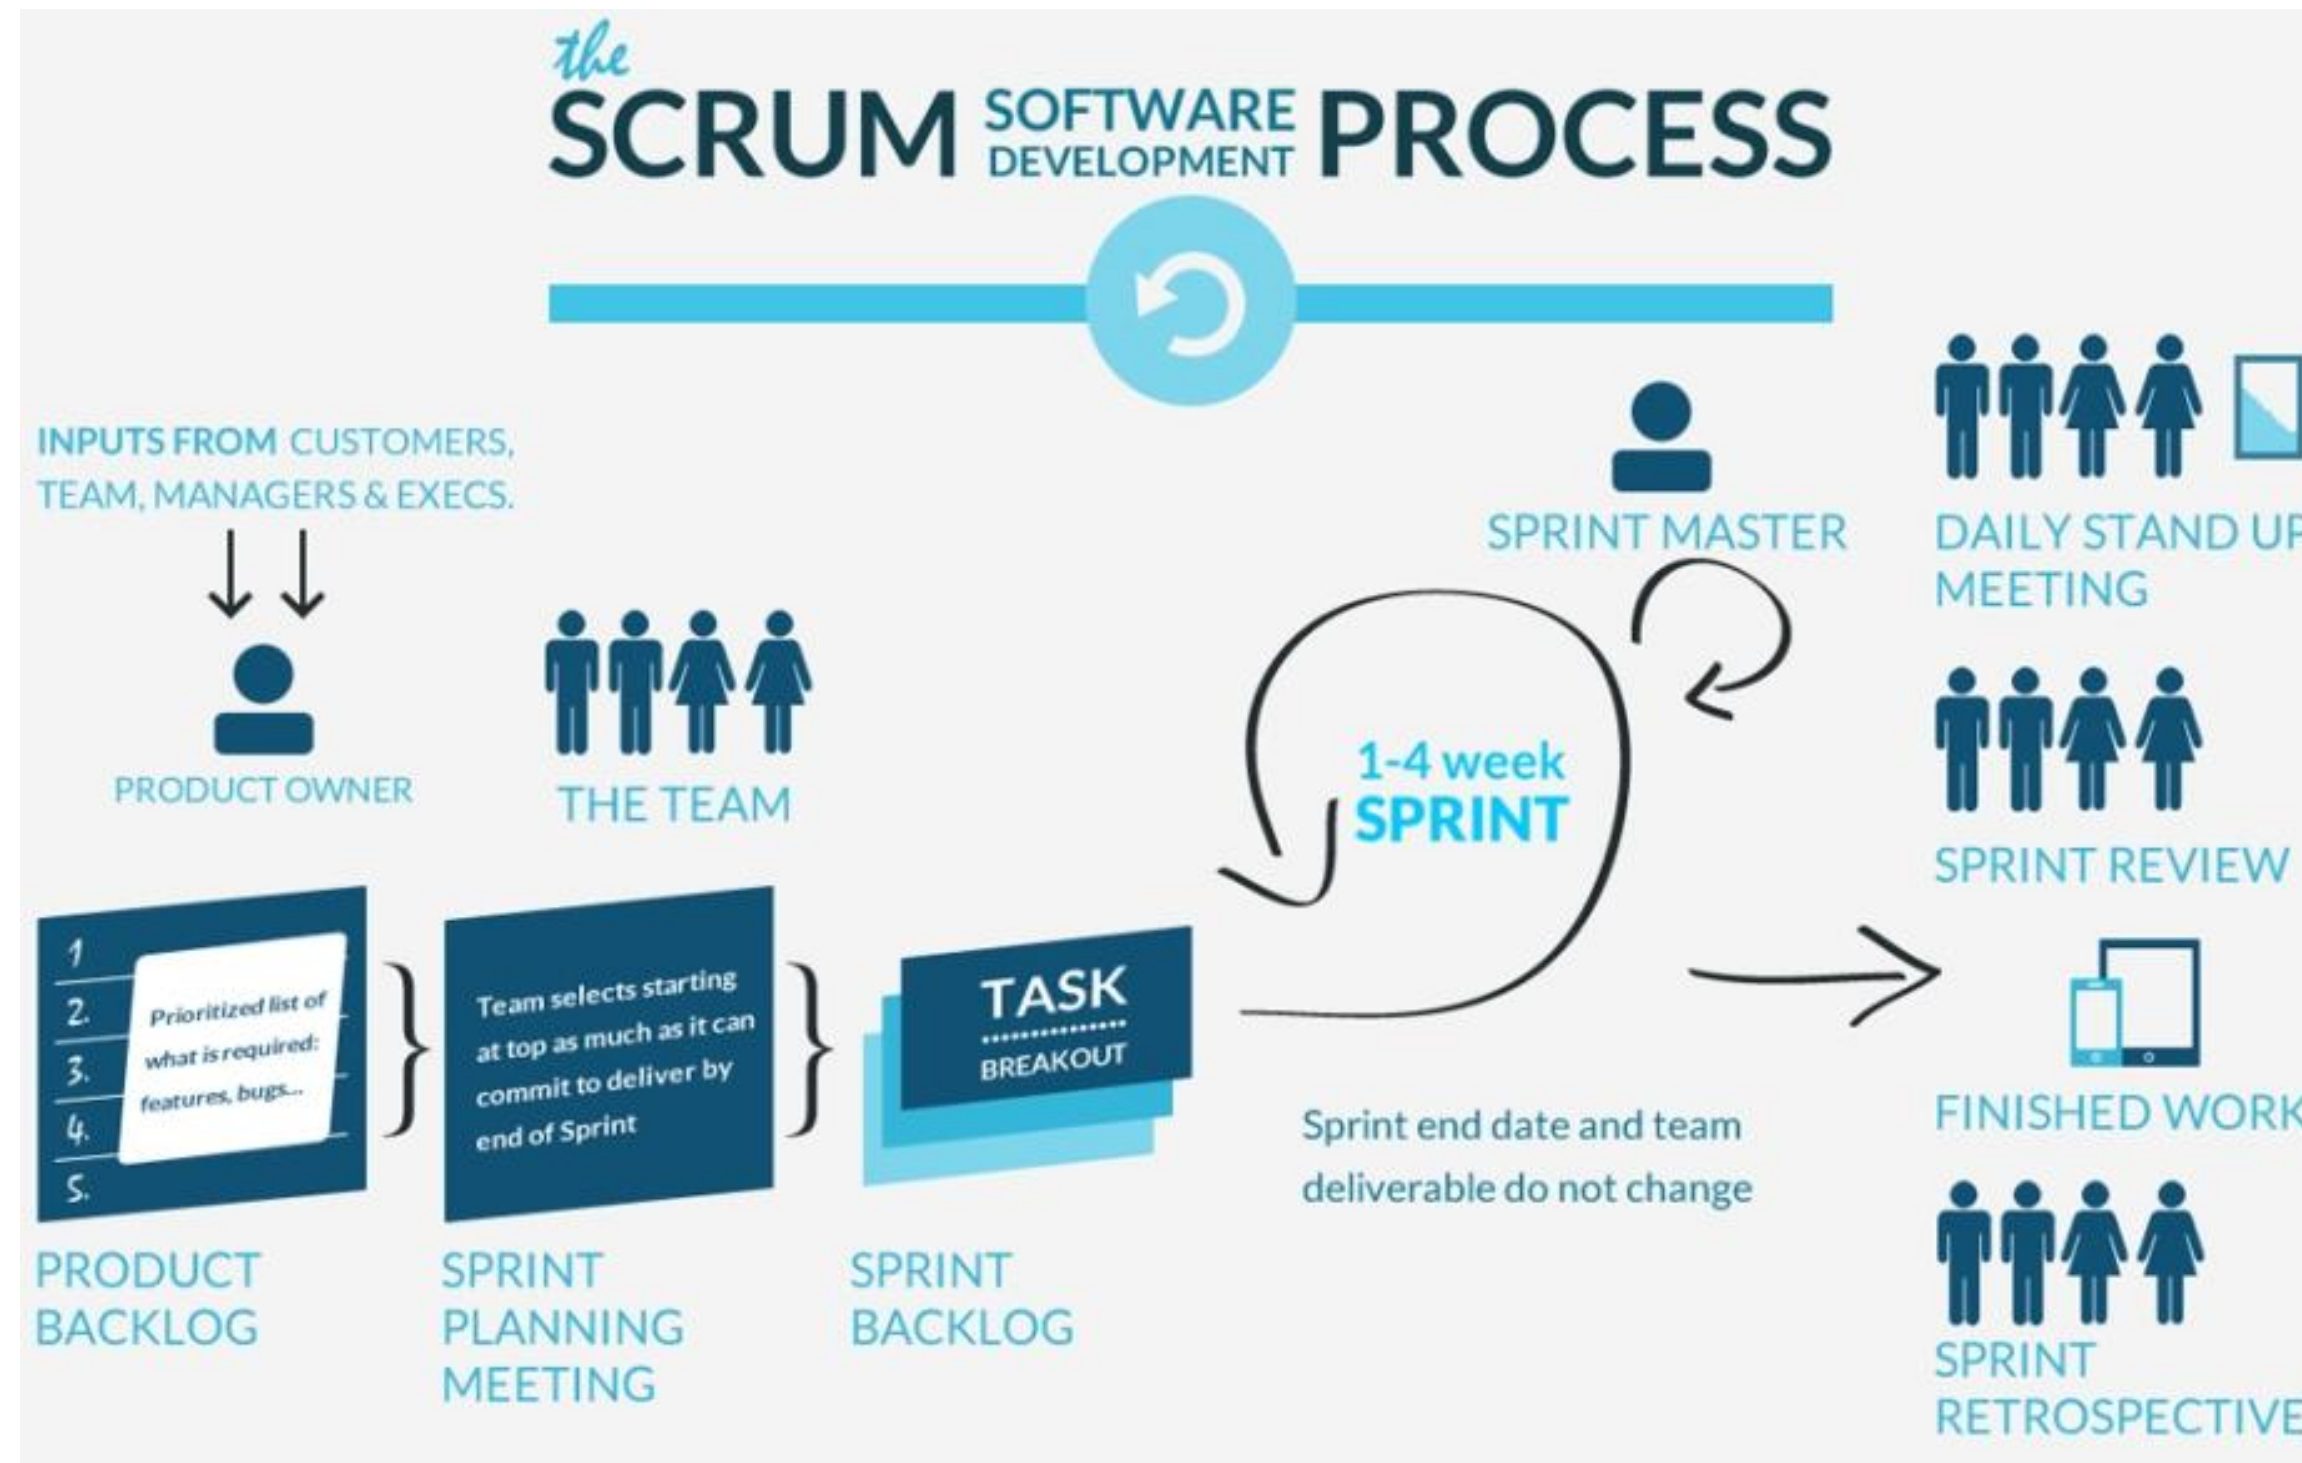 the
SCRUM SOFTWARE DEVELOPMENT PROCESS
INPUTS FROM CUSTOMERS,
TEAM, MANAGERS & EXECS.
PRODUCT OWNER
THE TEAM
1
2.
3.
4.
5.
Prioritized list of
what is required:
features, bugs...
Team selects starting
at top as much as it can
commit to deliver by
end of Sprint
TASK
BREAKOUT
PRODUCT
BACKLOG
SPRINT
PLANNING
MEETING
SPRINT
BACKLOG
SPRINT MASTER
1-4 week
SPRINT
Sprint end date and team
deliverable do not change
DAILY STAND UP
MEETING
SPRINT REVIEW
FINISHED WORK
SPRINT
RETROSPECTIVE